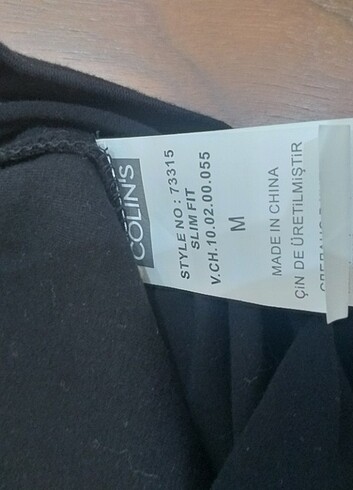 COLIN'S
STYLE NO : 73315
SLIM FIT
V.CH.10.02.00.055
M
MADE IN CHINA
ÇİN DE ÜRETİLMİŞTİR